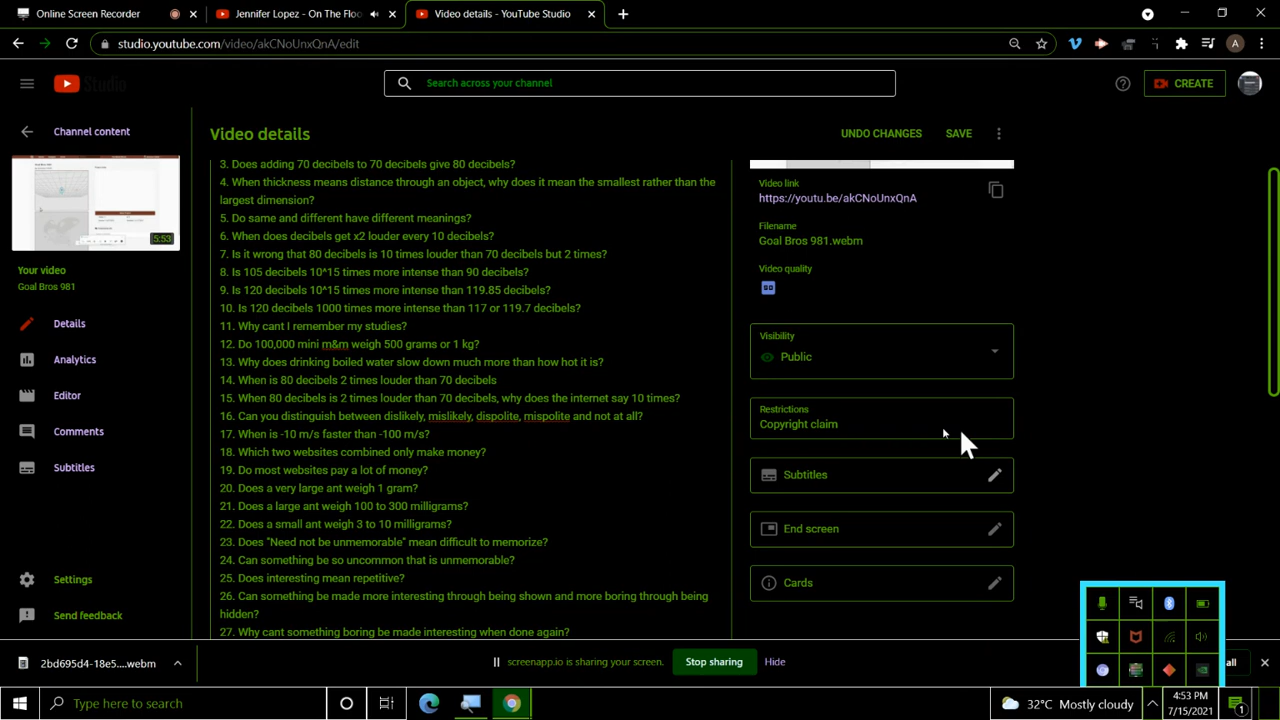 Online Screen Recorder
Jennifer Lopez - On The Floo
Video details - YouTube Studio
studio.youtube.com/video/akCNoUnxQnA/edit
A
Studio
Search across your channel
CREATE
Channel content
5:53
Your video
Goal Bros 981
Details
Analytics
Editor
Comments
Subtitles
Settings
Send feedback
Video details
UNDO CHANGES
SAVE
3. Does adding 70 decibels to 70 decibels give 80 decibels?
4. When thickness means distance through an object, why does it mean the smallest rather than the
largest dimension?
5. Do same and different have different meanings?
6. When does decibels get x2 louder every 10 decibels?
7. Is it wrong that 80 decibels is 10 times louder than 70 decibels but 2 times?
8. Is 105 decibels 10^15 times more intense than 90 decibels?
9. Is 120 decibels 10^15 times more intense than 119.85 decibels?
10. Is 120 decibels 1000 times more intense than 117 or 119.7 decibels?
11. Why cant I remember my studies?
12. Do 100,000 mini m&m weigh 500 grams or 1 kg?
13. Why does drinking boiled water slow down much more than how hot it is?
14. When is 80 decibels 2 times louder than 70 decibels
15. When 80 decibels is 2 times louder than 70 decibels, why does the internet say 10 times?
16. Can you distinguish between dislikely, mislikely, dispolite, mispolite and not at all?
17. When is -10 m/s faster than -100 m/s?
18. Which two websites combined only make money?
19. Do most websites pay a lot of money?
20. Does a very large ant weigh 1 gram?
21. Does a large ant weigh 100 to 300 milligrams?
22. Does a small ant weigh 3 to 10 milligrams?
23. Does "Need not be unmemorable" mean difficult to memorize?
24. Can something be so uncommon that is unmemorable?
25. Does interesting mean repetitive?
26. Can something be made more interesting through being shown and more boring through being
hidden?
27. Why cant something boring be made interesting when done again?
Video link
https://youtu.be/akCNoUnxQnA
Filename
Goal Bros 981.webm
Video quality
SD
Visibility
Public
Restrictions
Copyright claim
Subtitles
End screen
Cards
2bd695d4-18e5....webm
screenapp.io is sharing your screen.
Stop sharing
Hide
all
Type here to search
32°C Mostly cloudy
4:53 PM
7/15/2021
1